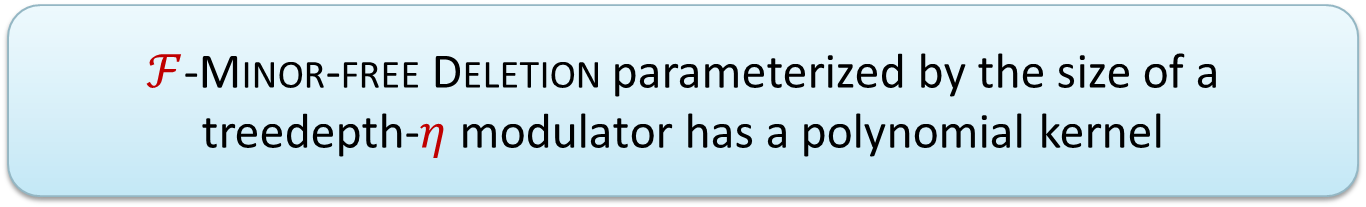 ℱ-MINOR-FREE DELETION parameterized by the size of a
treedepth-η modulator has a polynomial kernel